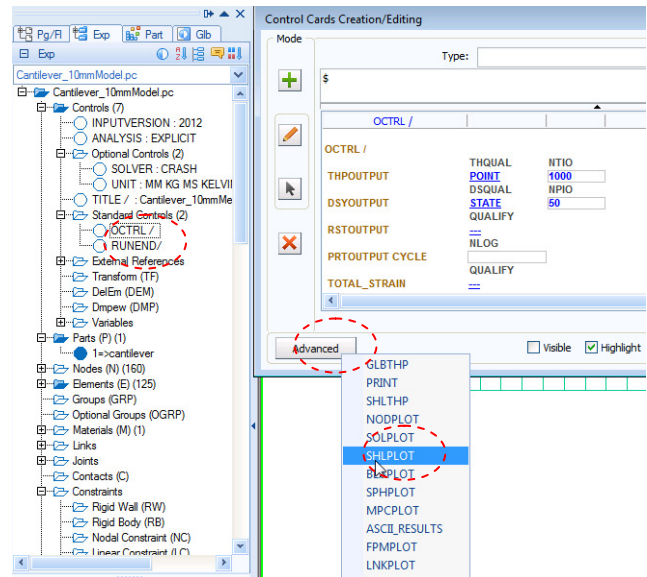 Pg/Fl Exp Part Glb
Exp
Cantilever_10mmModel.pc
Cantilever_10mmModel.pc
Controls (7)
INPUTVERSION : 2012
ANALYSIS : EXPLICIT
Optional Controls (2)
SOLVER : CRASH
UNIT : MM KG MS KELVI
TITLE / : Cantilever_10mmMe
Standard Controls (2)
OCTRL /
RUNEND/
External References
Transform (TF)
DelEm (DEM)
Dmpew (DMP)
Variables
Parts (P) (1)
1=>cantilever
Nodes (N) (160)
Elements (E) (125)
Groups (GRP)
Optional Groups (OGRP)
Materials (M) (1)
Links
Joints
Contacts (C)
Constraints
Rigid Wall (RW)
Rigid Body (RB)
Nodal Constraint (NC)
Linear Constraint (LC)
Control Cards Creation/Editing
Mode
Type:
$
OCTRL /
OCTRL /
THQUAL NTIO
THPOUTPUT POINT 1000
DSQUAL NPIO
DSYOUTPUT STATE 50
QUALIFY
RSTOUTPUT ---
NLOG
PRTOUTPUT CYCLE
QUALIFY
TOTAL_STRAIN ---
Advanced Visible Highlight
GLBTHP
PRINT
SHLTHP
NODPLOT
SOLPLOT
SHLPLOT
SPHPLOT
MPCPLOT
ASCII_RESULTS
FPMPLOT
LNKPLOT